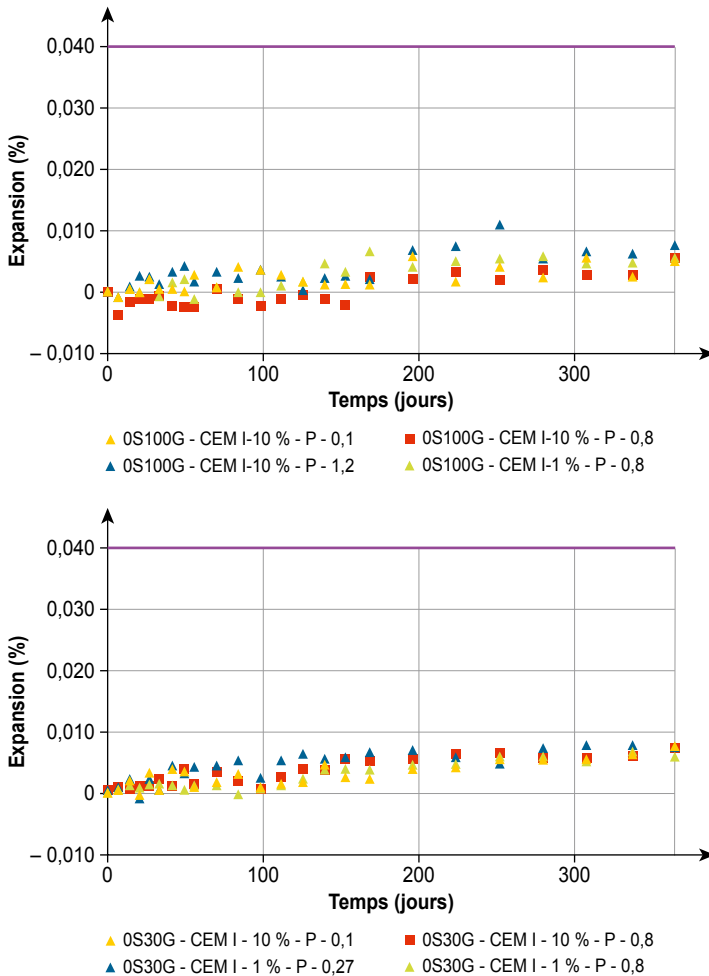 Expansion (%)
0,040
0,030
0,020
0,010
0
– 0,010
0
100
200
300
Temps (jours)
0S100G - CEM I-10 % - P - 0,1
0S100G - CEM I-10 % - P - 0,8
0S100G - CEM I-10 % - P - 1,2
0S100G - CEM I-1 % - P - 0,8
Expansion (%)
0,040
0,030
0,020
0,010
0
– 0,010
0
100
200
300
Temps (jours)
0S30G - CEM I - 10 % - P - 0,1
0S30G - CEM I - 10 % - P - 0,8
0S30G - CEM I - 1 % - P - 0,27
0S30G - CEM I - 1 % - P - 0,8